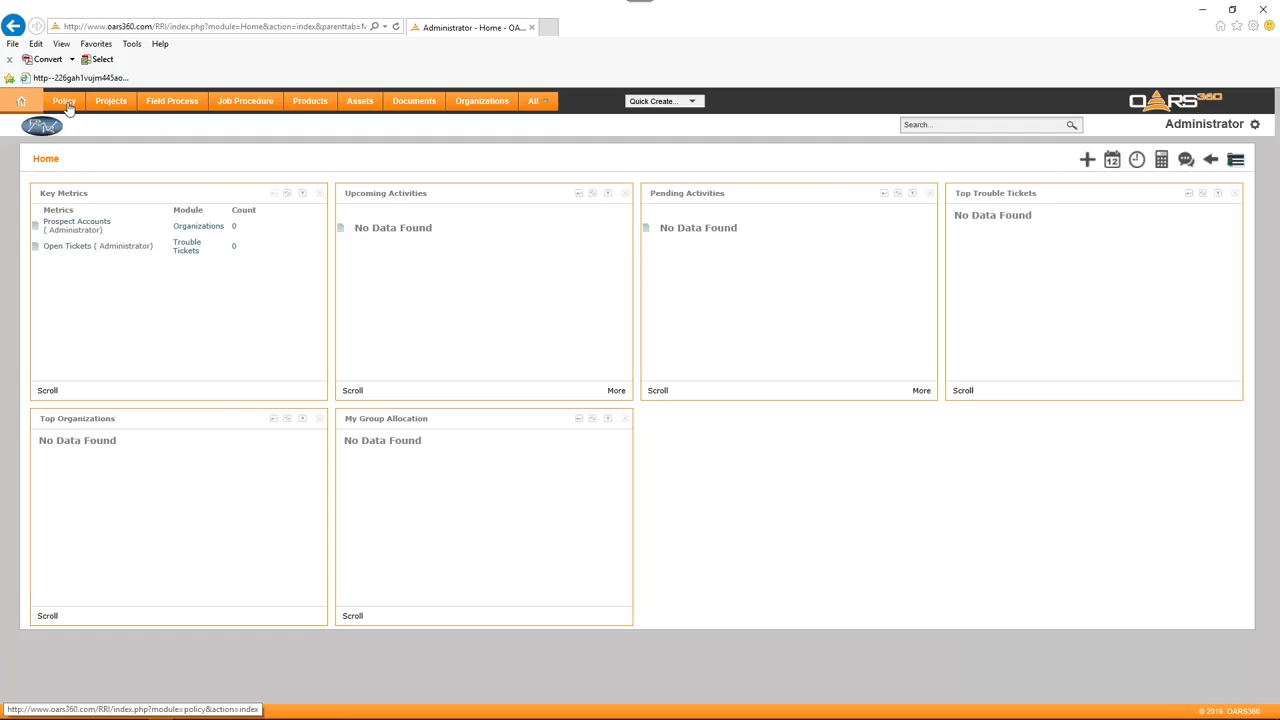 http://www.oars360.com/RRI/index.php?module=Home&action=index&parenttab=M
Administrator - Home - OA...
File Edit View Favorites Tools Help
x Convert Select
http--226gah1vujm445ao...
Policy Projects Field Process Job Procedure Products Assets Documents Organizations All Quick Create... OARS360
Search... Administrator
Home
12
Key Metrics
Metrics Module Count
Prospect Accounts ( Administrator) Organizations 0
Open Tickets ( Administrator) Trouble Tickets 0
Scroll
Upcoming Activities
No Data Found
Scroll More
Pending Activities
No Data Found
Scroll More
Top Trouble Tickets
No Data Found
Scroll
Top Organizations
No Data Found
Scroll
My Group Allocation
No Data Found
Scroll
http://www.oars360.com/RRI/index.php?module=policy&action=index
© 2016 OARS360